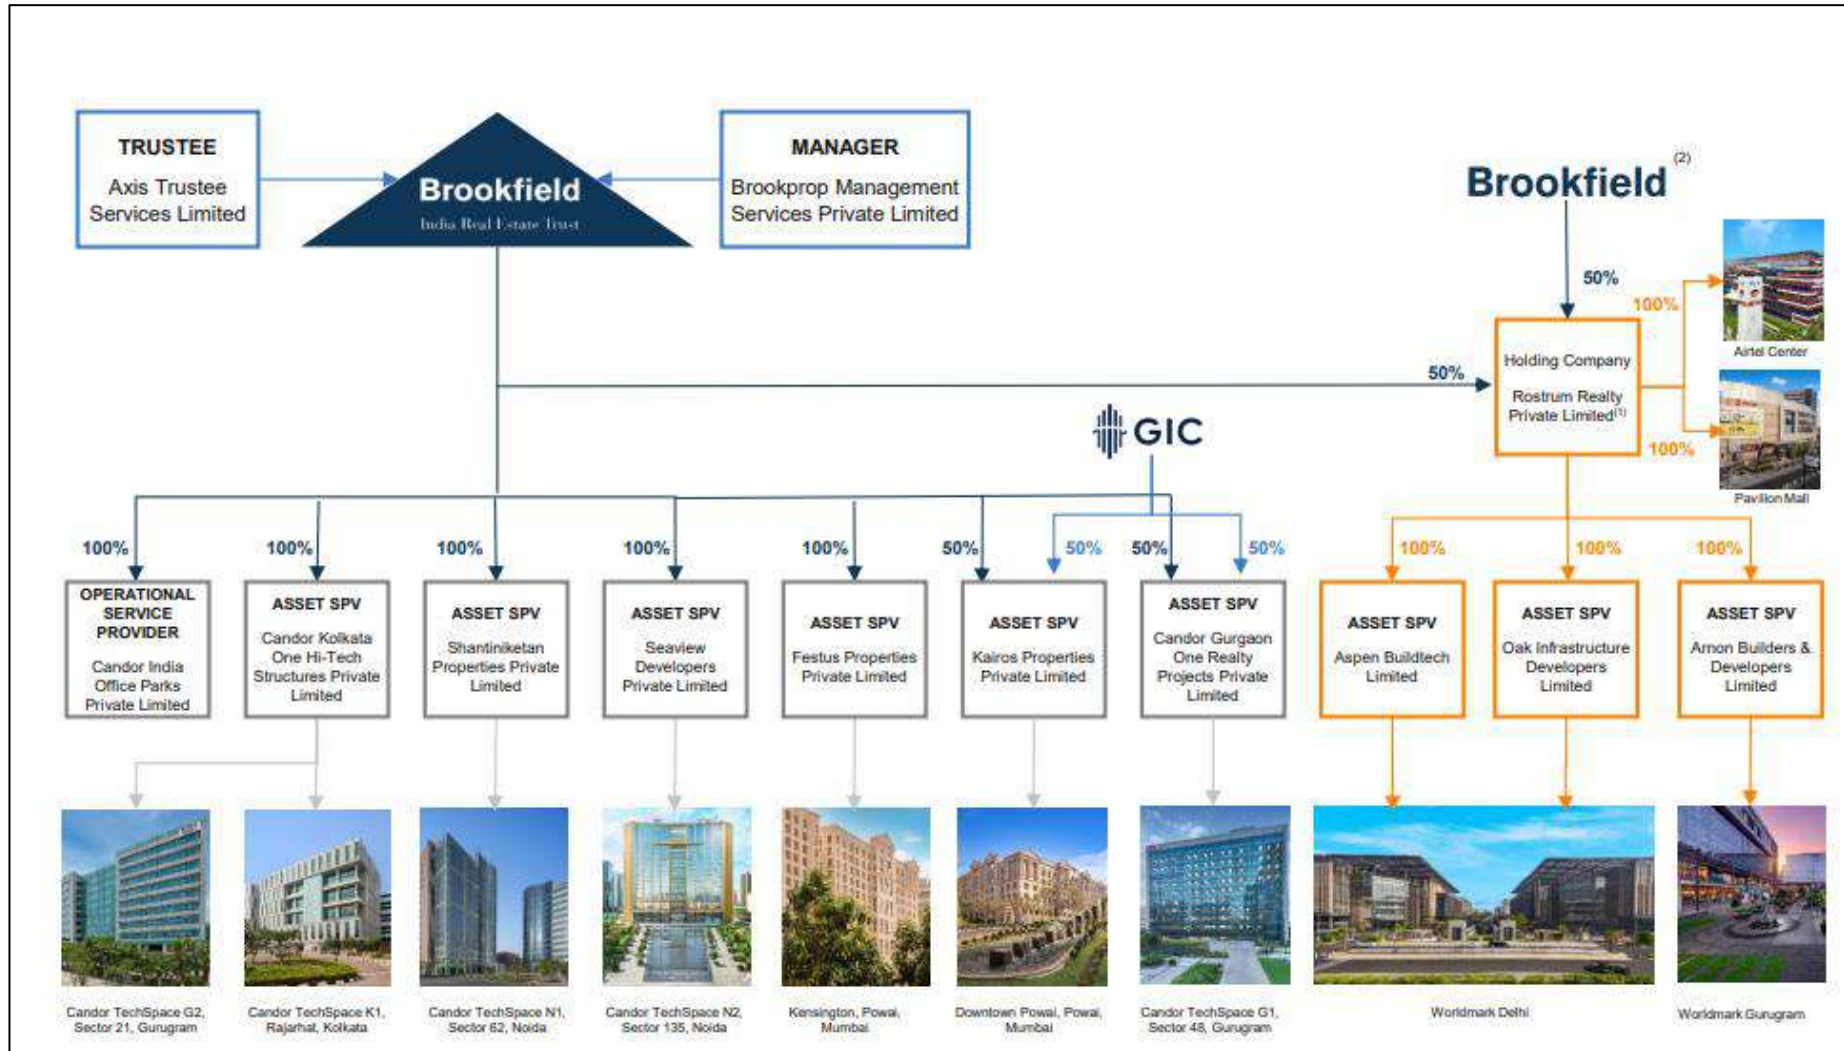 TRUSTEE
Axis Trustee
Services Limited
Brookfield
India Real Estate Trust
MANAGER
Brookprop Management
Services Private Limited
Brookfield (2)
50%
100%
Airtel Center
50%
Holding Company
Rostrum Realty
Private Limited(1)
100%
Pavilion Mall
GIC
100%
100%
100%
100%
100%
50%
50%
50%
50%
100%
100%
100%
OPERATIONAL
SERVICE
PROVIDER
Candor India
Office Parks
Private Limited
ASSET SPV
Candor Kolkata
One Hi-Tech
Structures Private
Limited
ASSET SPV
Shantiniketan
Properties Private
Limited
ASSET SPV
Seaview
Developers
Private Limited
ASSET SPV
Festus Properties
Private Limited
ASSET SPV
Kairos Properties
Private Limited
ASSET SPV
Candor Gurgaon
One Realty
Projects Private
Limited
ASSET SPV
Aspen Buildtech
Limited
ASSET SPV
Oak Infrastructure
Developers
Limited
ASSET SPV
Arnon Builders &
Developers
Limited
Candor TechSpace G2,
Sector 21, Gurugram
Candor TechSpace K1,
Rajarhat, Kolkata
Candor TechSpace N1,
Sector 62, Noida
Candor TechSpace N2,
Sector 135, Noida
Kensington, Powai,
Mumbai
Downtown Powai, Powai,
Mumbai
Candor TechSpace G1,
Sector 48, Gurugram
Worldmark Delhi
Worldmark Gurugram